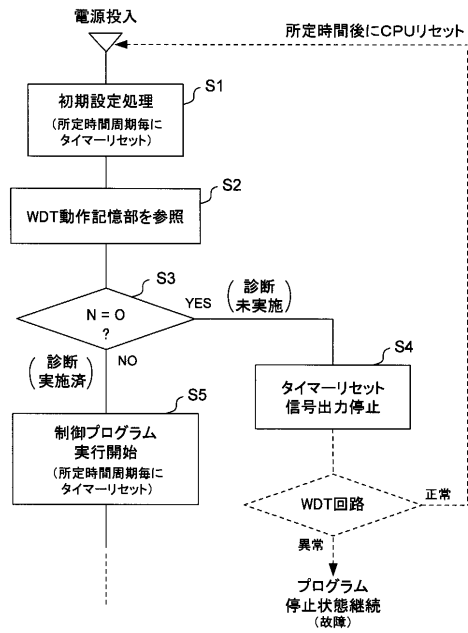 電源投入
所定時間後にCPUリセット
初期設定処理
(所定時間周期毎に
タイマーリセット)
S1
WDT動作記憶部を参照
S2
N = O
?
S3
YES
(診断
未実施)
(診断
実施済)
NO
S4
タイマーリセット
信号出力停止
S5
制御プログラム
実行開始
(所定時間周期毎に
タイマーリセット)
WDT回路
正常
異常
プログラム
停止状態継続
(故障)